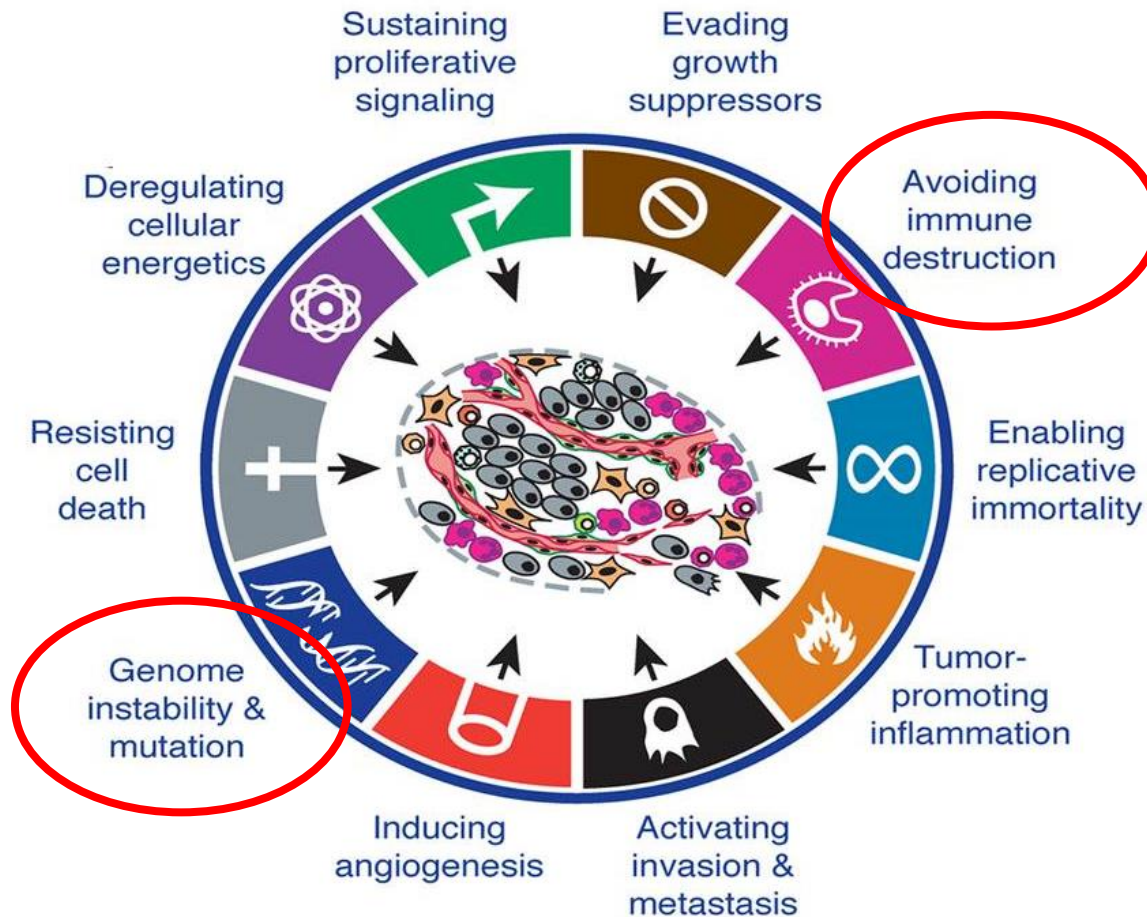 Sustaining
proliferative
signaling
Evading
growth
suppressors
Avoiding
immune
destruction
Deregulating
cellular
energetics
Enabling
replicative
immortality
Resisting
cell
death
Tumor-
promoting
inflammation
Genome
instability &
mutation
Inducing
angiogenesis
Activating
invasion &
metastasis